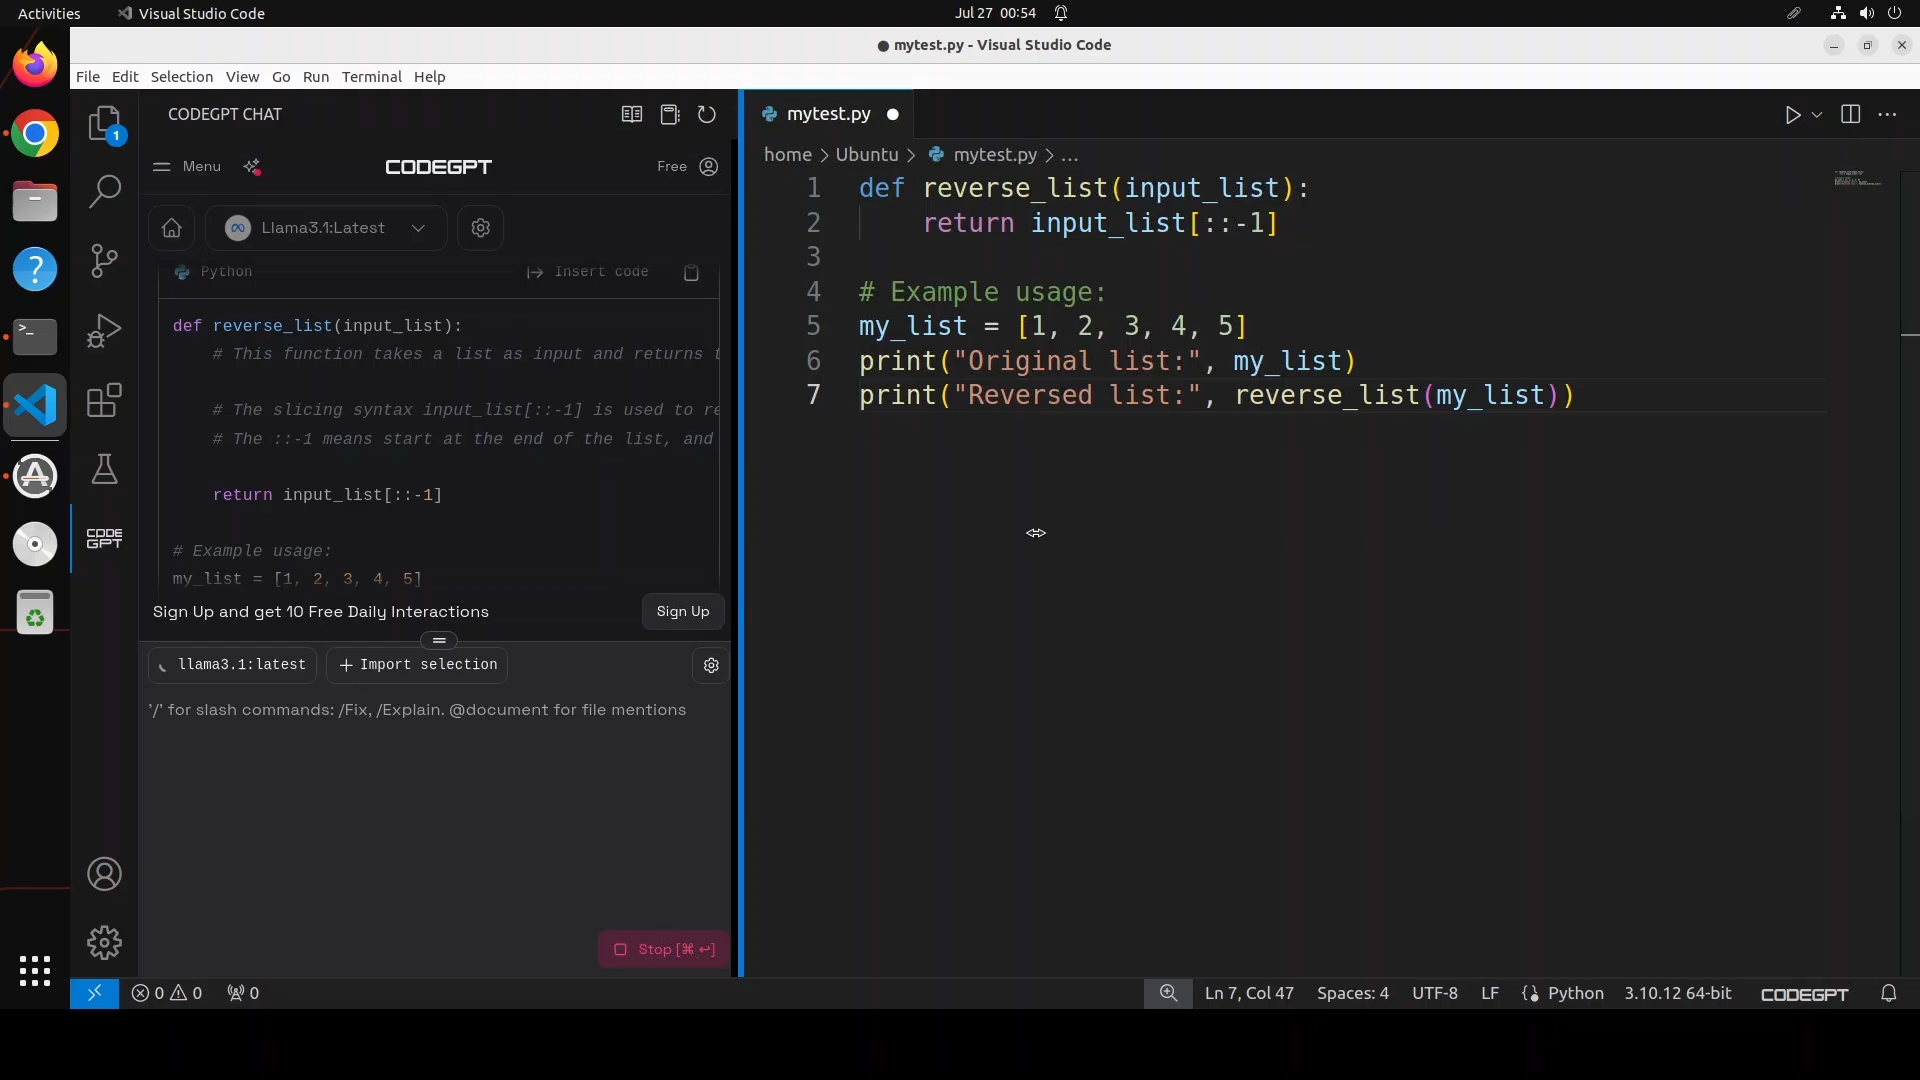 Activities
Visual Studio Code
Jul 27 00:54
● mytest.py - Visual Studio Code
File Edit Selection View Go Run Terminal Help
1
CODEGPT CHAT
Menu
CODEGPT
Free
Llama3.1:Latest
Python
Insert code
def reverse_list(input_list):
# This function takes a list as input and returns t
# The slicing syntax input_list[::-1] is used to re
# The ::-1 means start at the end of the list, and
return input_list[::-1]
# Example usage:
my_list = [1, 2, 3, 4, 5]
Sign Up and get 10 Free Daily Interactions
Sign Up
llama3.1:latest
+ Import selection
'/' for slash commands: /Fix, /Explain. @document for file mentions
Stop [⌘ ↩]
CODE
GPT
mytest.py
home > Ubuntu > mytest.py > ...
1 def reverse_list(input_list):
2     return input_list[::-1]
3
4 # Example usage:
5 my_list = [1, 2, 3, 4, 5]
6 print("Original list:", my_list)
7 print("Reversed list:", reverse_list(my_list))
0 0 0
Ln 7, Col 47
Spaces: 4
UTF-8
LF
Python
3.10.12 64-bit
CODEGPT